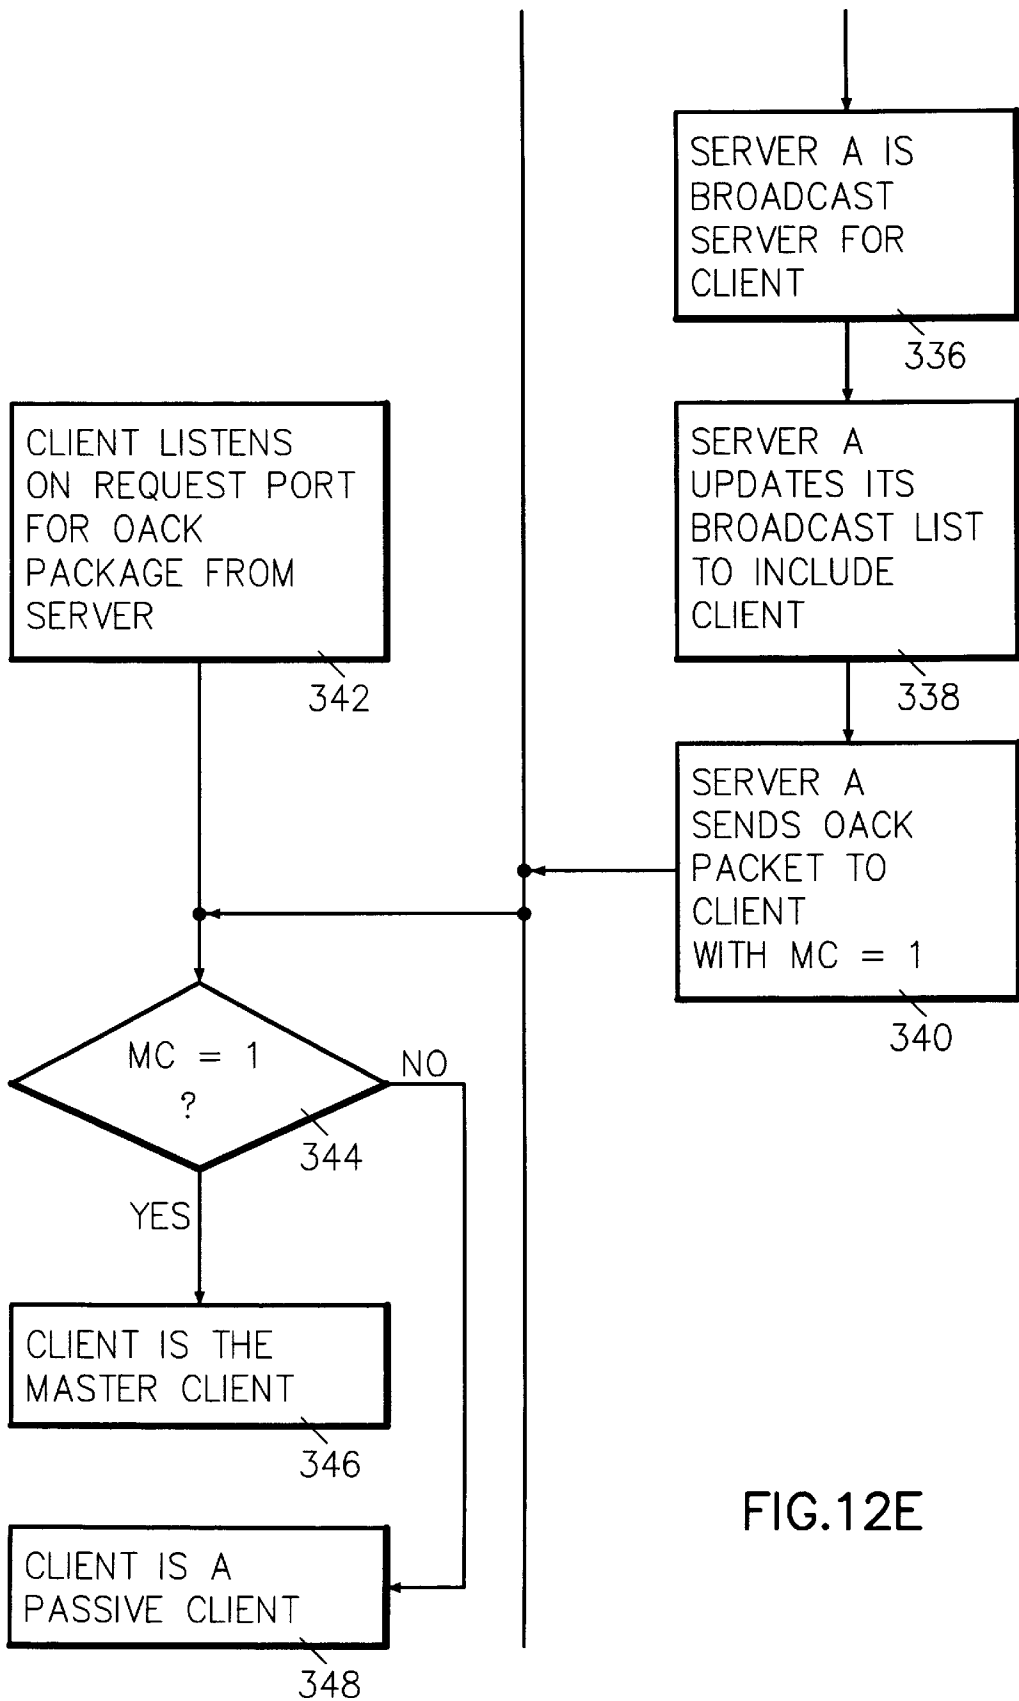 SERVER A IS
BROADCAST
SERVER FOR
CLIENT
336
CLIENT LISTENS
ON REQUEST PORT
FOR OACK
PACKAGE FROM
SERVER
342
SERVER A
UPDATES ITS
BROADCAST LIST
TO INCLUDE
CLIENT
338
SERVER A
SENDS OACK
PACKET TO
CLIENT
WITH MC = 1
340
MC = 1
?
344
NO
YES
CLIENT IS THE
MASTER CLIENT
346
CLIENT IS A
PASSIVE CLIENT
348
FIG.12E